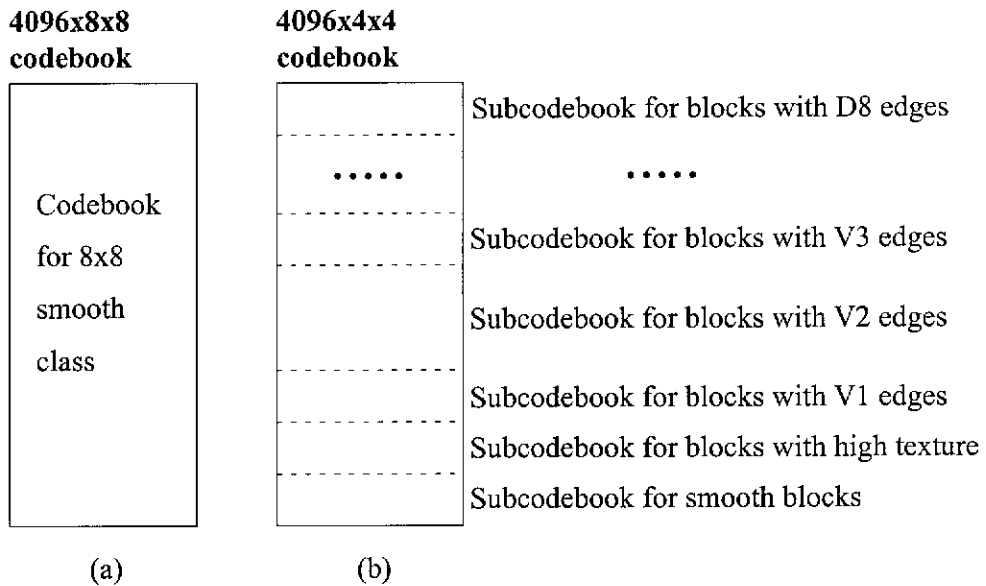 4096x8x8
codebook
4096x4x4
codebook
Codebook
for 8x8
smooth
class
Subcodebook for blocks with D8 edges
.....
.....
Subcodebook for blocks with V3 edges
Subcodebook for blocks with V2 edges
Subcodebook for blocks with V1 edges
Subcodebook for blocks with high texture
Subcodebook for smooth blocks
(a)
(b)